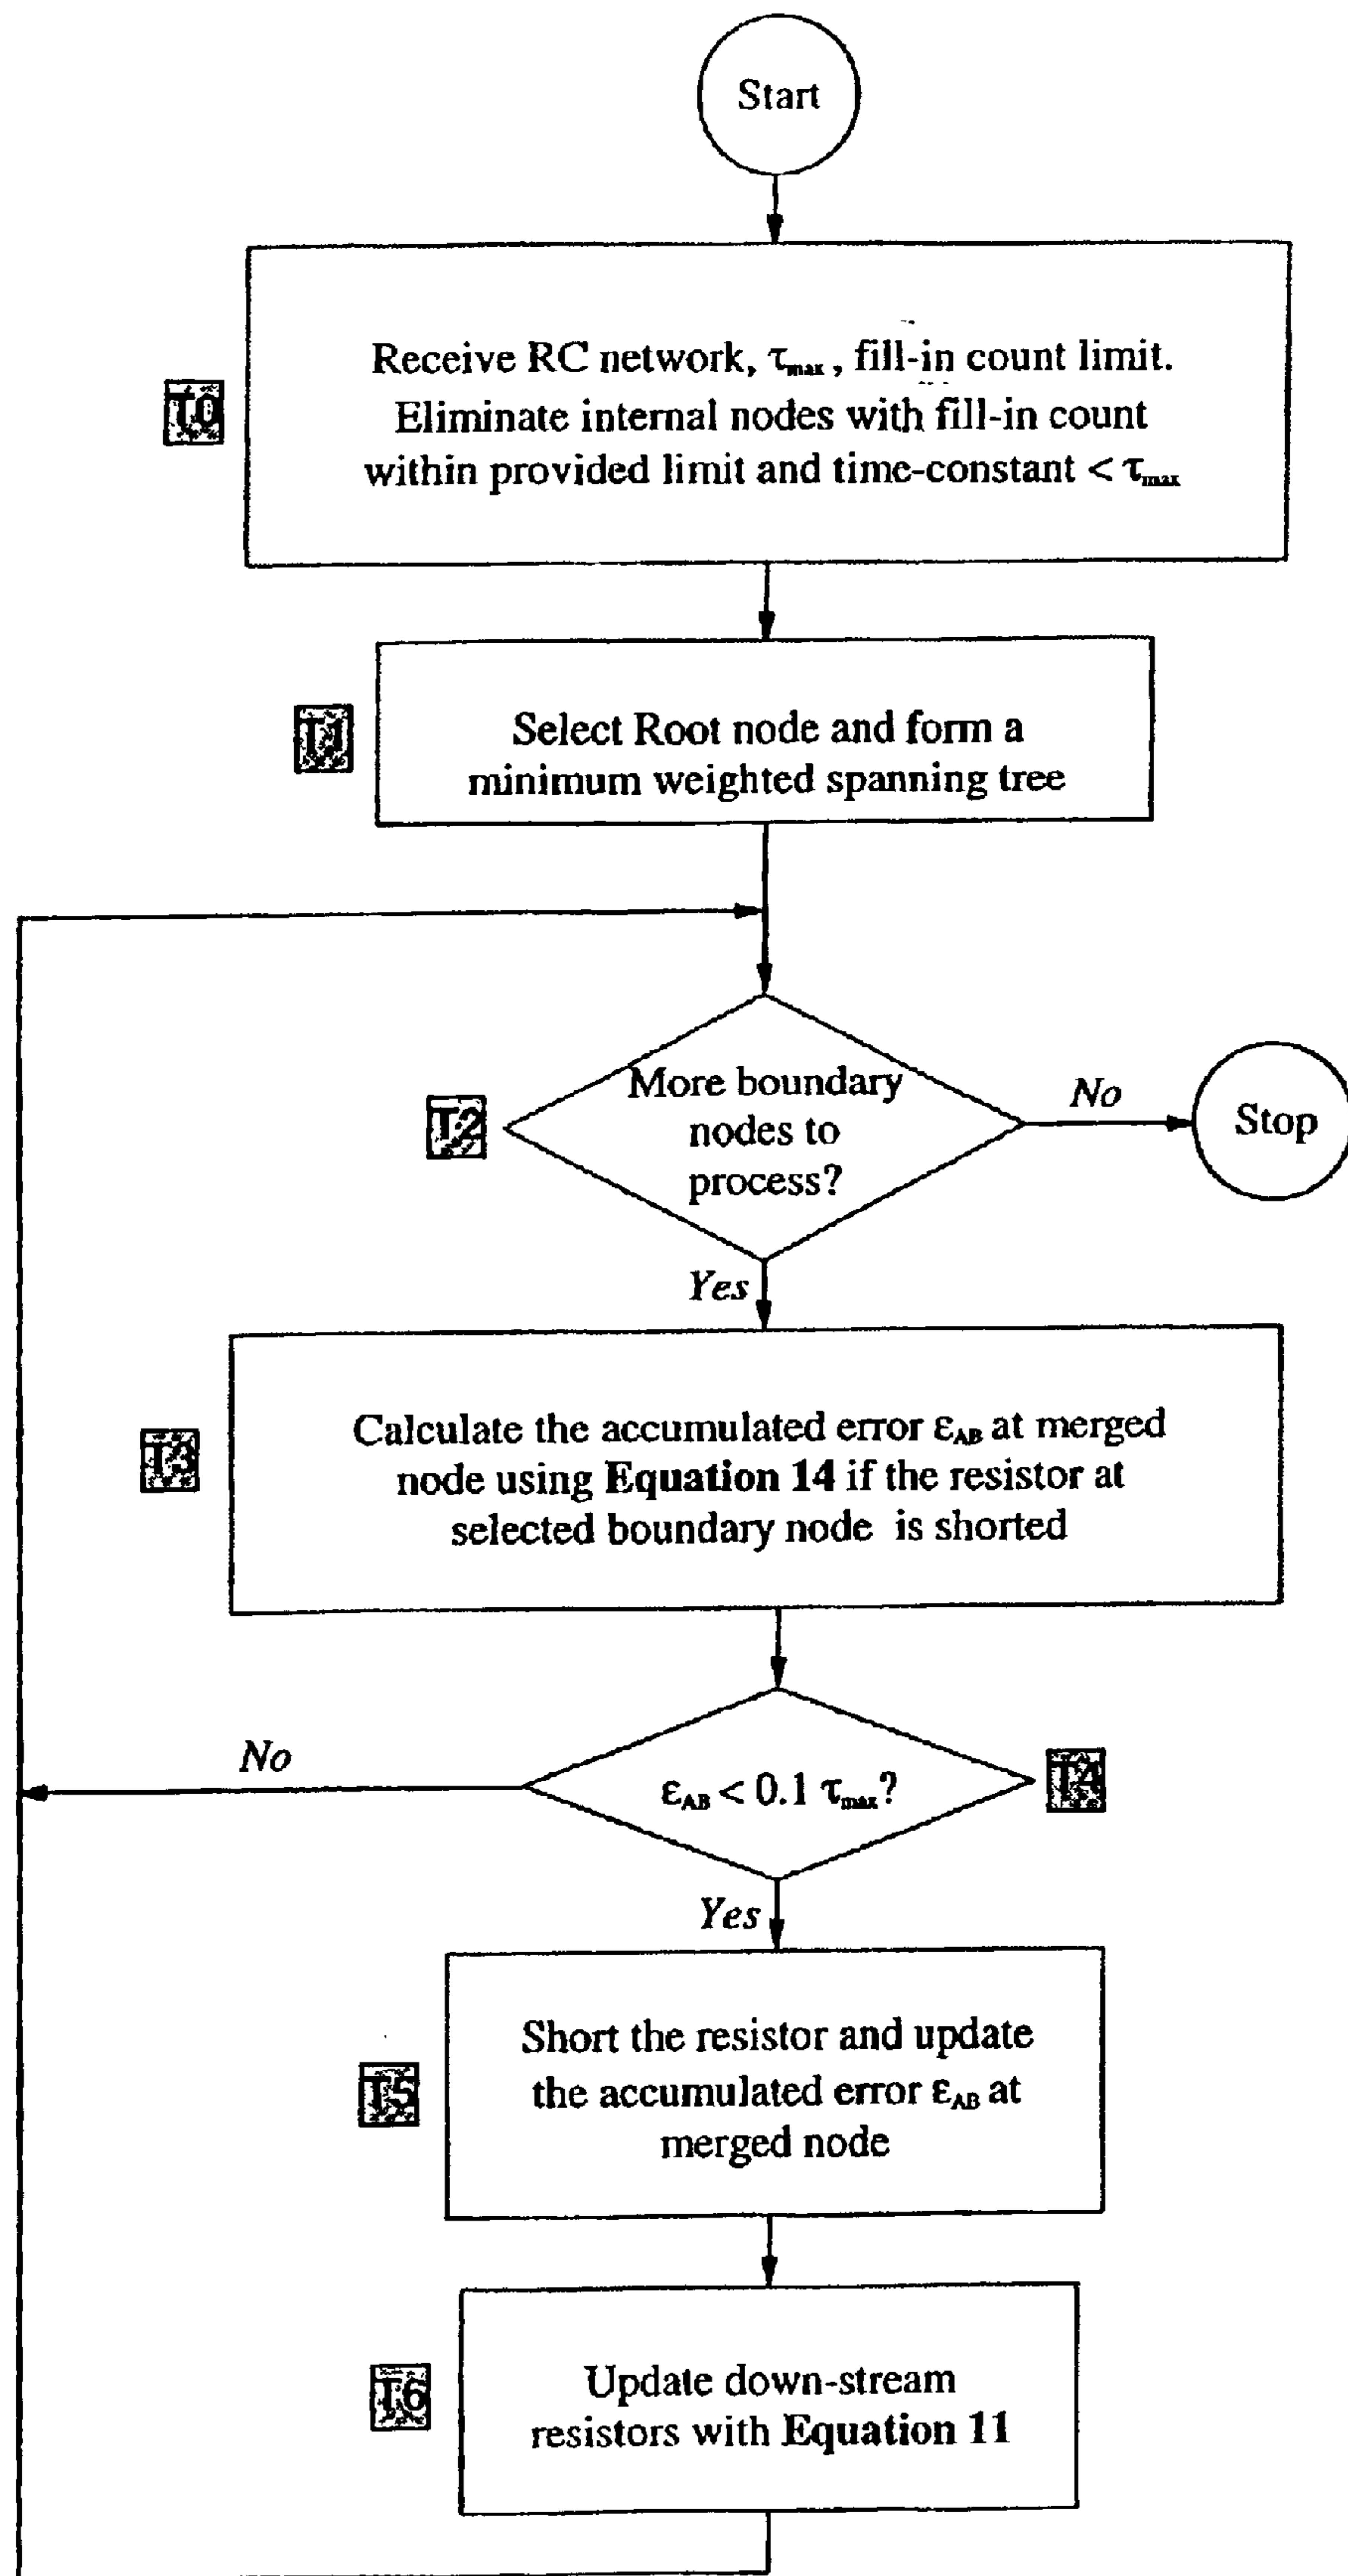 Start
T0
Receive RC network, τmax , fill-in count limit.
Eliminate internal nodes with fill-in count
within provided limit and time-constant < τmax
T1
Select Root node and form a
minimum weighted spanning tree
T2
More boundary
nodes to
process?
No
Stop
Yes
T3
Calculate the accumulated error εAB at merged
node using Equation 14 if the resistor at
selected boundary node is shorted
No
εAB < 0.1 τmax?
T4
Yes
T5
Short the resistor and update
the accumulated error εAB at
merged node
T6
Update down-stream
resistors with Equation 11